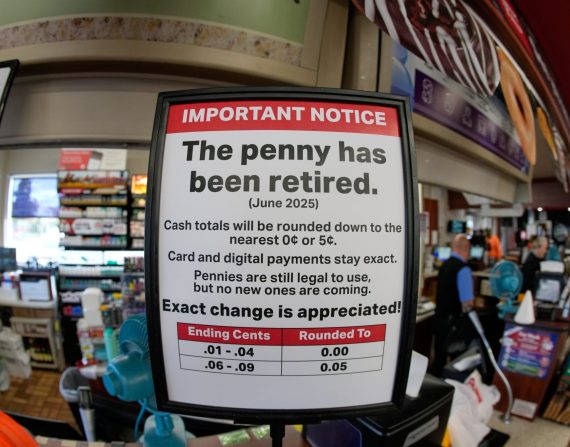 IMPORTANT NOTICE
The penny has
been retired.
(June 2025)
Cash totals will be rounded down to the
nearest 0¢ or 5¢.
Card and digital payments stay exact.
Pennies are still legal to use,
but no new ones are coming.
Exact change is appreciated!
Ending Cents Rounded To
.01 - .04 0.00
.06 - .09 0.05